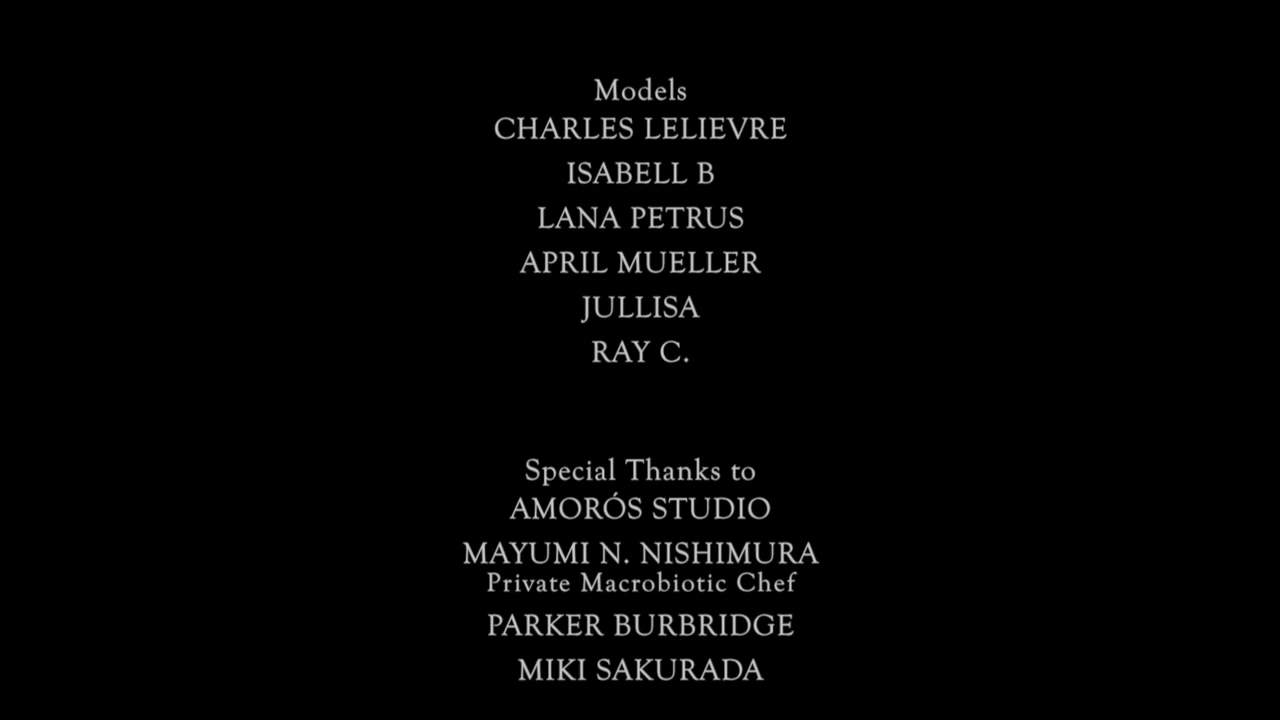 Models
CHARLES LELIEVRE
ISABELL B
LANA PETRUS
APRIL MUELLER
JULLISA
RAY C.
Special Thanks to
AMORÓS STUDIO
MAYUMI N. NISHIMURA
Private Macrobiotic Chef
PARKER BURBRIDGE
MIKI SAKURADA